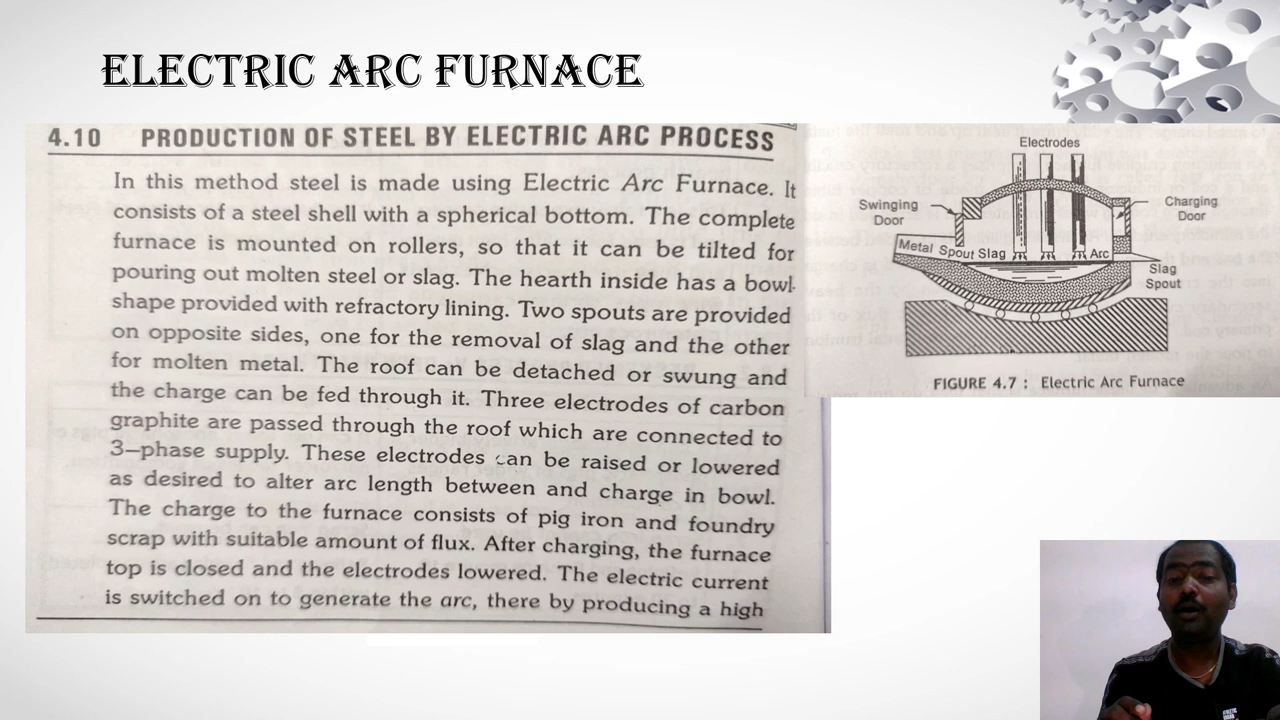 ELECTRIC ARC FURNACE
4.10 PRODUCTION OF STEEL BY ELECTRIC ARC PROCESS
In this method steel is made using Electric Arc Furnace. It
consists of a steel shell with a spherical bottom. The complete
furnace is mounted on rollers, so that it can be tilted for
pouring out molten steel or slag. The hearth inside has a bowl-
shape provided with refractory lining. Two spouts are provided
on opposite sides, one for the removal of slag and the other
for molten metal. The roof can be detached or swung and
the charge can be fed through it. Three electrodes of carbon
graphite are passed through the roof which are connected to
3–phase supply. These electrodes can be raised or lowered
as desired to alter arc length between and charge in bowl.
The charge to the furnace consists of pig iron and foundry
scrap with suitable amount of flux. After charging, the furnace
top is closed and the electrodes lowered. The electric current
is switched on to generate the arc, there by producing a high
Electrodes
Swinging
Door
Charging
Door
Metal Spout Slag
Arc
Slag
Spout
FIGURE 4.7 : Electric Arc Furnace